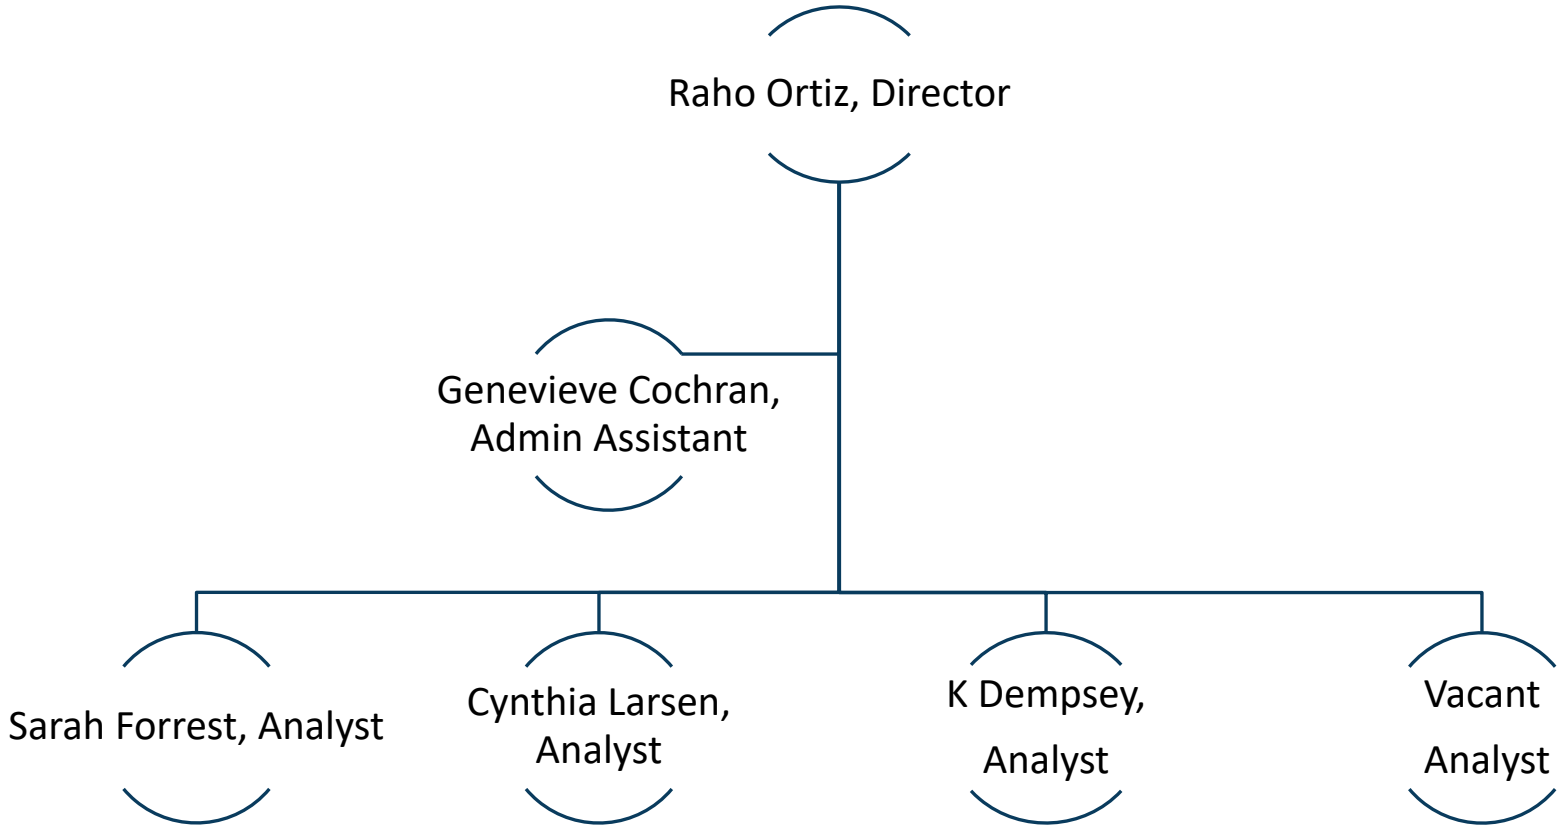 Raho Ortiz, Director
Genevieve Cochran,
Admin Assistant
Sarah Forrest, Analyst
Cynthia Larsen,
Analyst
K Dempsey,
Analyst
Vacant
Analyst